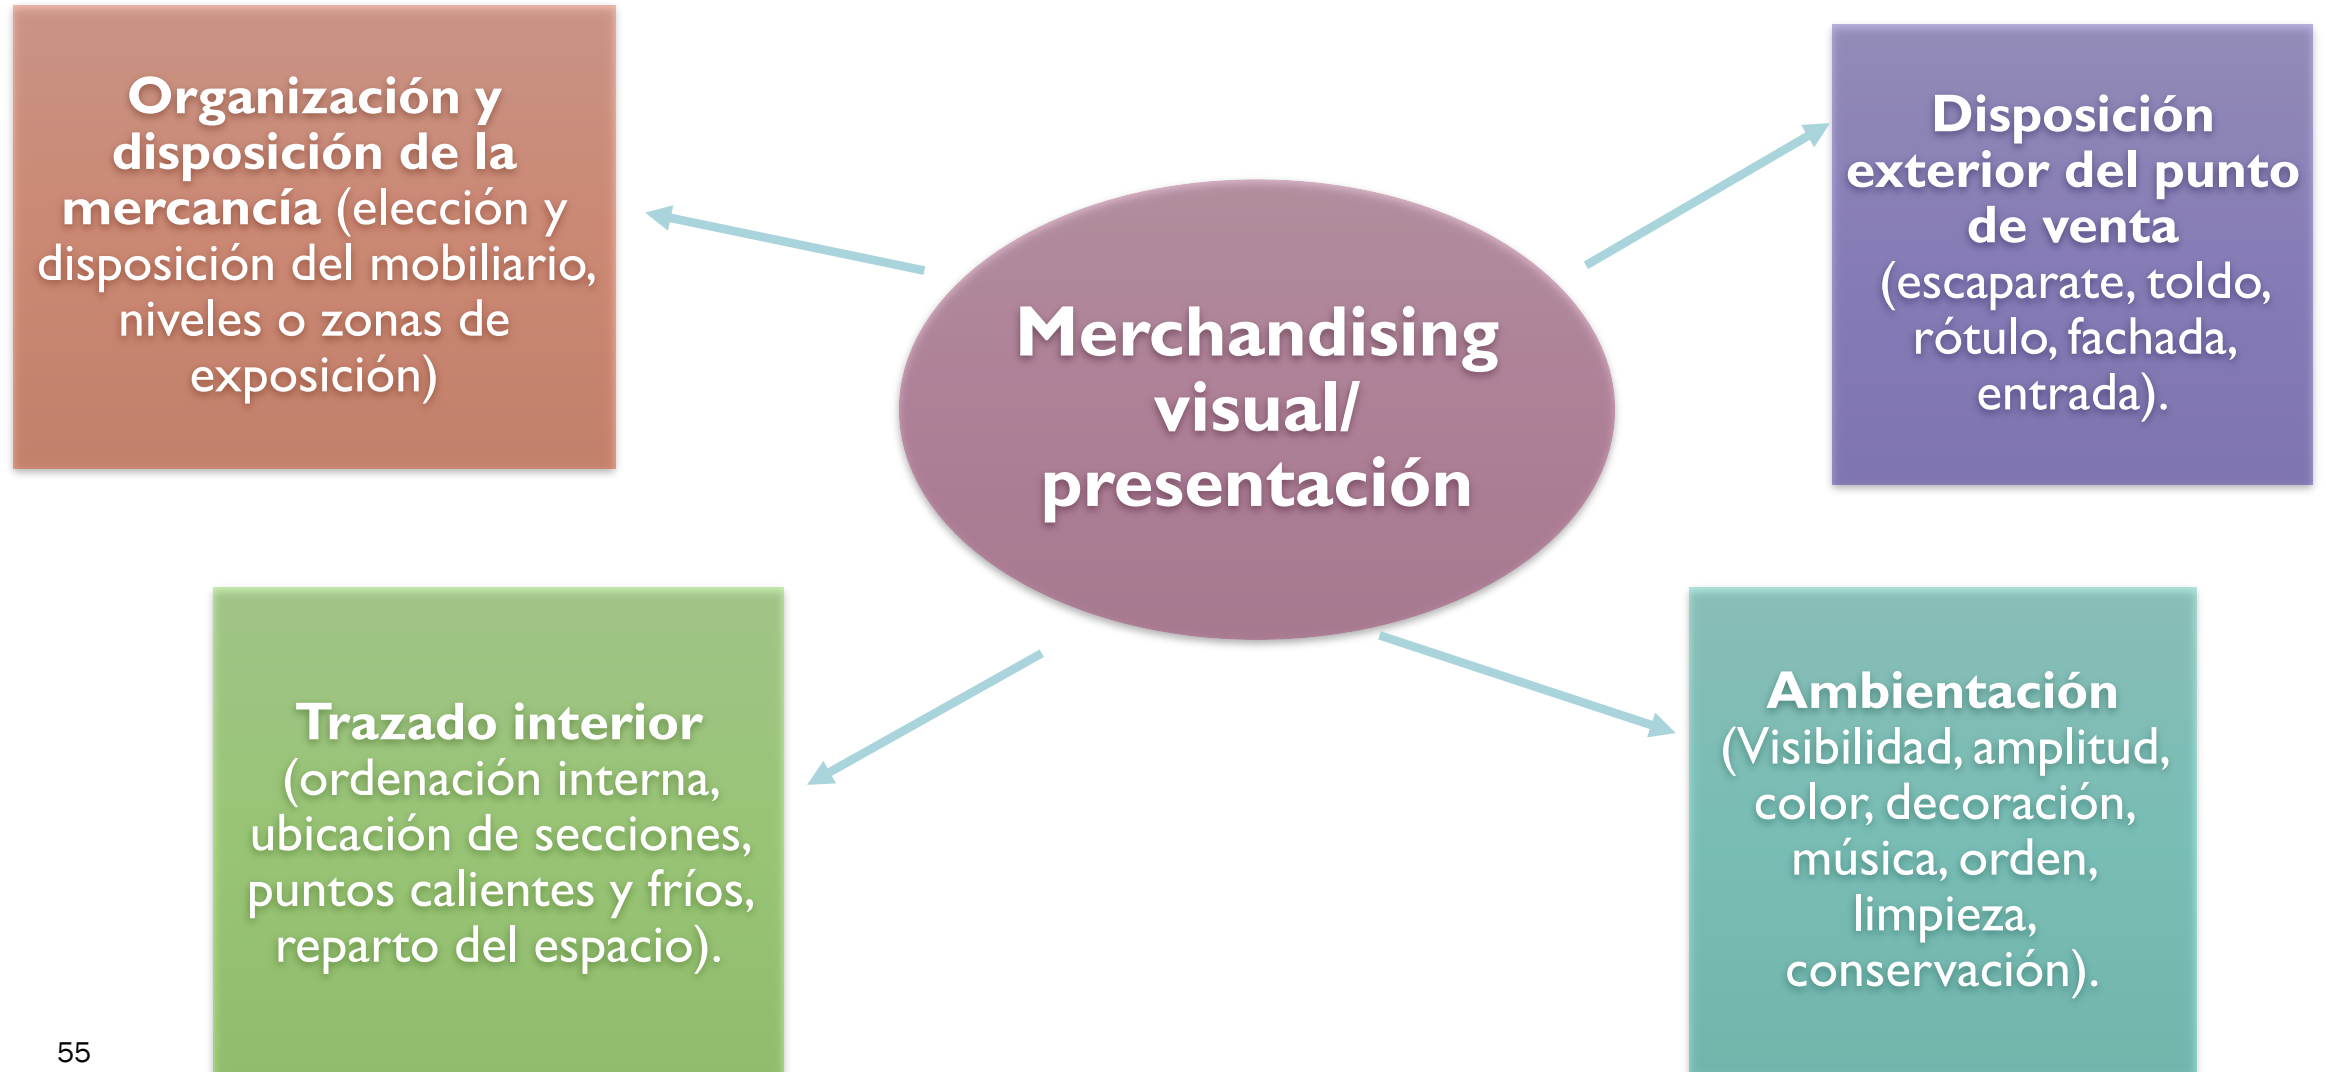 Organización y
disposición de la
mercancía (elección y
disposición del mobiliario,
niveles o zonas de
exposición)
Merchandising
visual/
presentación
Disposición
exterior del punto
de venta
(escaparate, toldo,
rótulo, fachada,
entrada).
Trazado interior
(ordenación interna,
ubicación de secciones,
puntos calientes y fríos,
reparto del espacio).
Ambientación
(Visibilidad, amplitud,
color, decoración,
música, orden,
limpieza,
conservación).
55